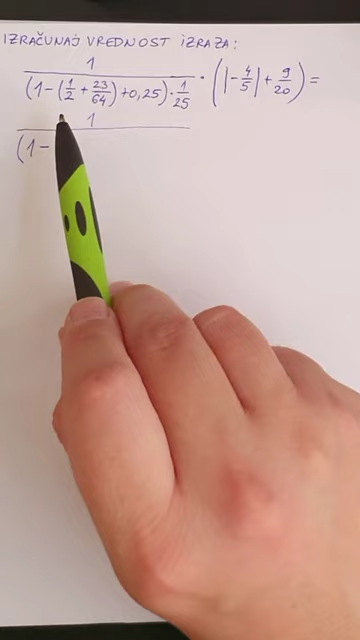 IZRAČUNAJ VREDNOST IZRAZA:
1
(1-(1/2+23/64)+0,25)·1/25 · (|-4/5|+9/20)=
1
(1-